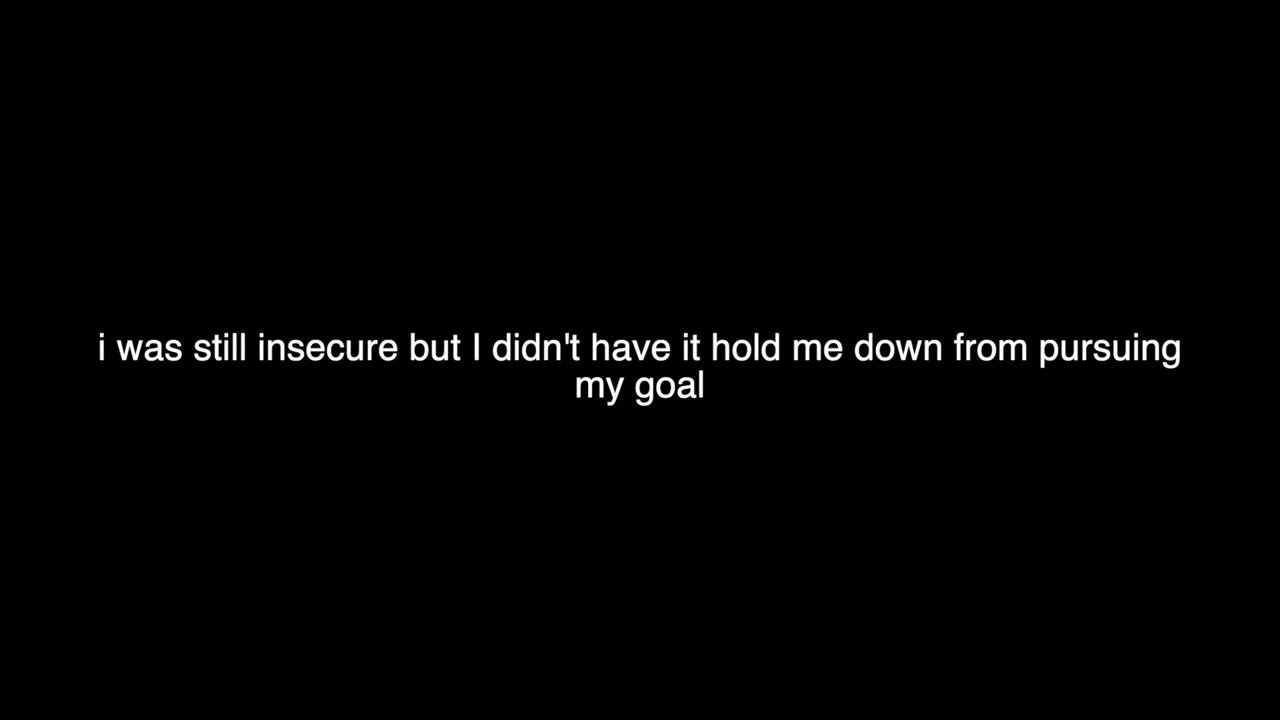 i was still insecure but I didn't have it hold me down from pursuing
my goal